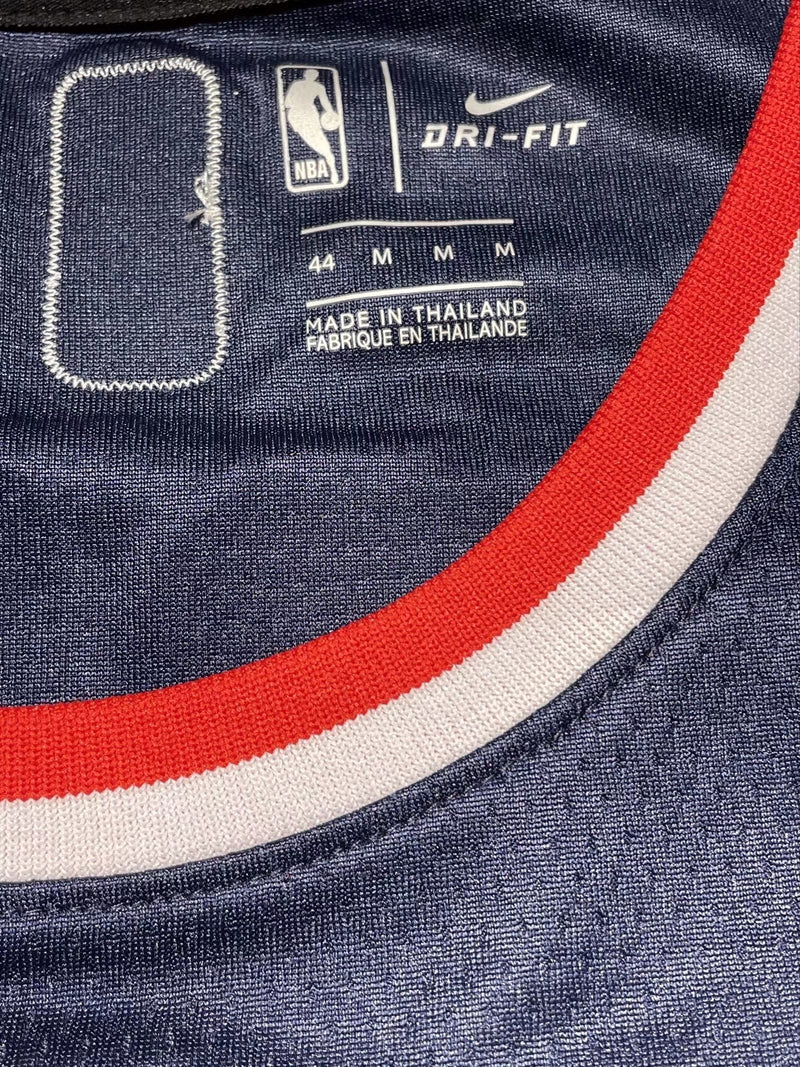 NBA
DRI-FIT
44 M M M
MADE IN THAILAND
FABRIQUE EN THAILANDE